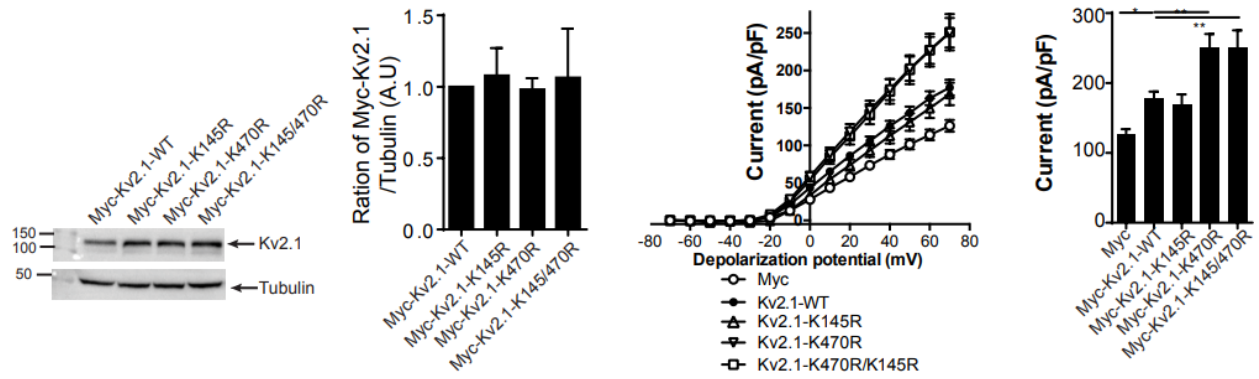 Myc-Kv2.1-WT
Myc-Kv2.1-K145R
Myc-Kv2.1-K470R
Myc-Kv2.1-K145/470R
150
100
50
Kv2.1
Tubulin
Ration of Myc-Kv2.1
/Tubulin (A.U)
1.5
1.0
0.5
0.0
Myc-Kv2.1-WT
Myc-Kv2.1-K145R
Myc-Kv2.1-K470R
Myc-Kv2.1-K145/470R
Current (pA/pF)
250
200
150
100
50
-80
-60
-40
-20
0
20
40
60
80
Depolarization potential (mV)
Myc
Kv2.1-WT
Kv2.1-K145R
Kv2.1-K470R
Kv2.1-K470R/K145R
Current (pA/pF)
300
200
100
0
* ** **
Myc
Myc-Kv2.1-WT
Myc-Kv2.1-K145R
Myc-Kv2.1-K470R
Myc-Kv2.1-K145/470R